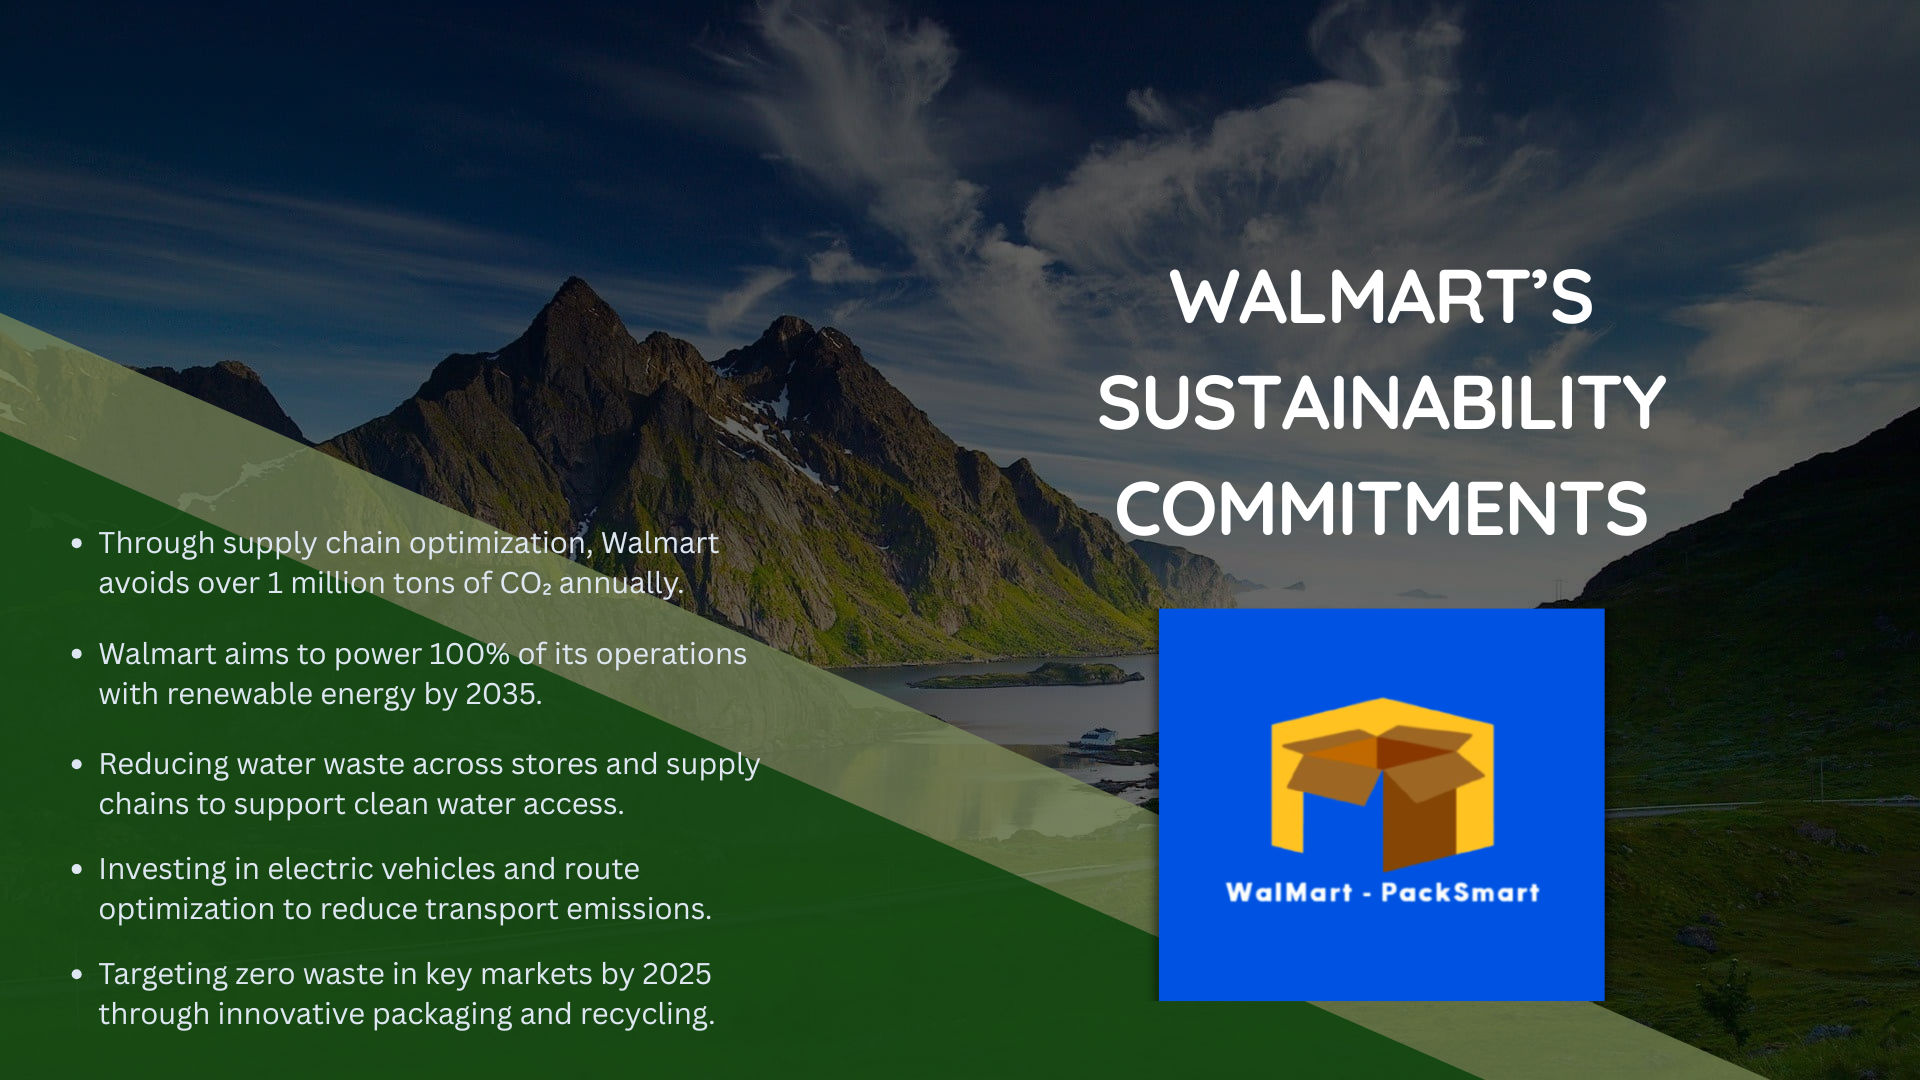 WALMART’S
SUSTAINABILITY
COMMITMENTS
• Through supply chain optimization, Walmart
avoids over 1 million tons of CO₂ annually.
• Walmart aims to power 100% of its operations
with renewable energy by 2035.
• Reducing water waste across stores and supply
chains to support clean water access.
• Investing in electric vehicles and route
optimization to reduce transport emissions.
• Targeting zero waste in key markets by 2025
through innovative packaging and recycling.
WalMart - PackSmart